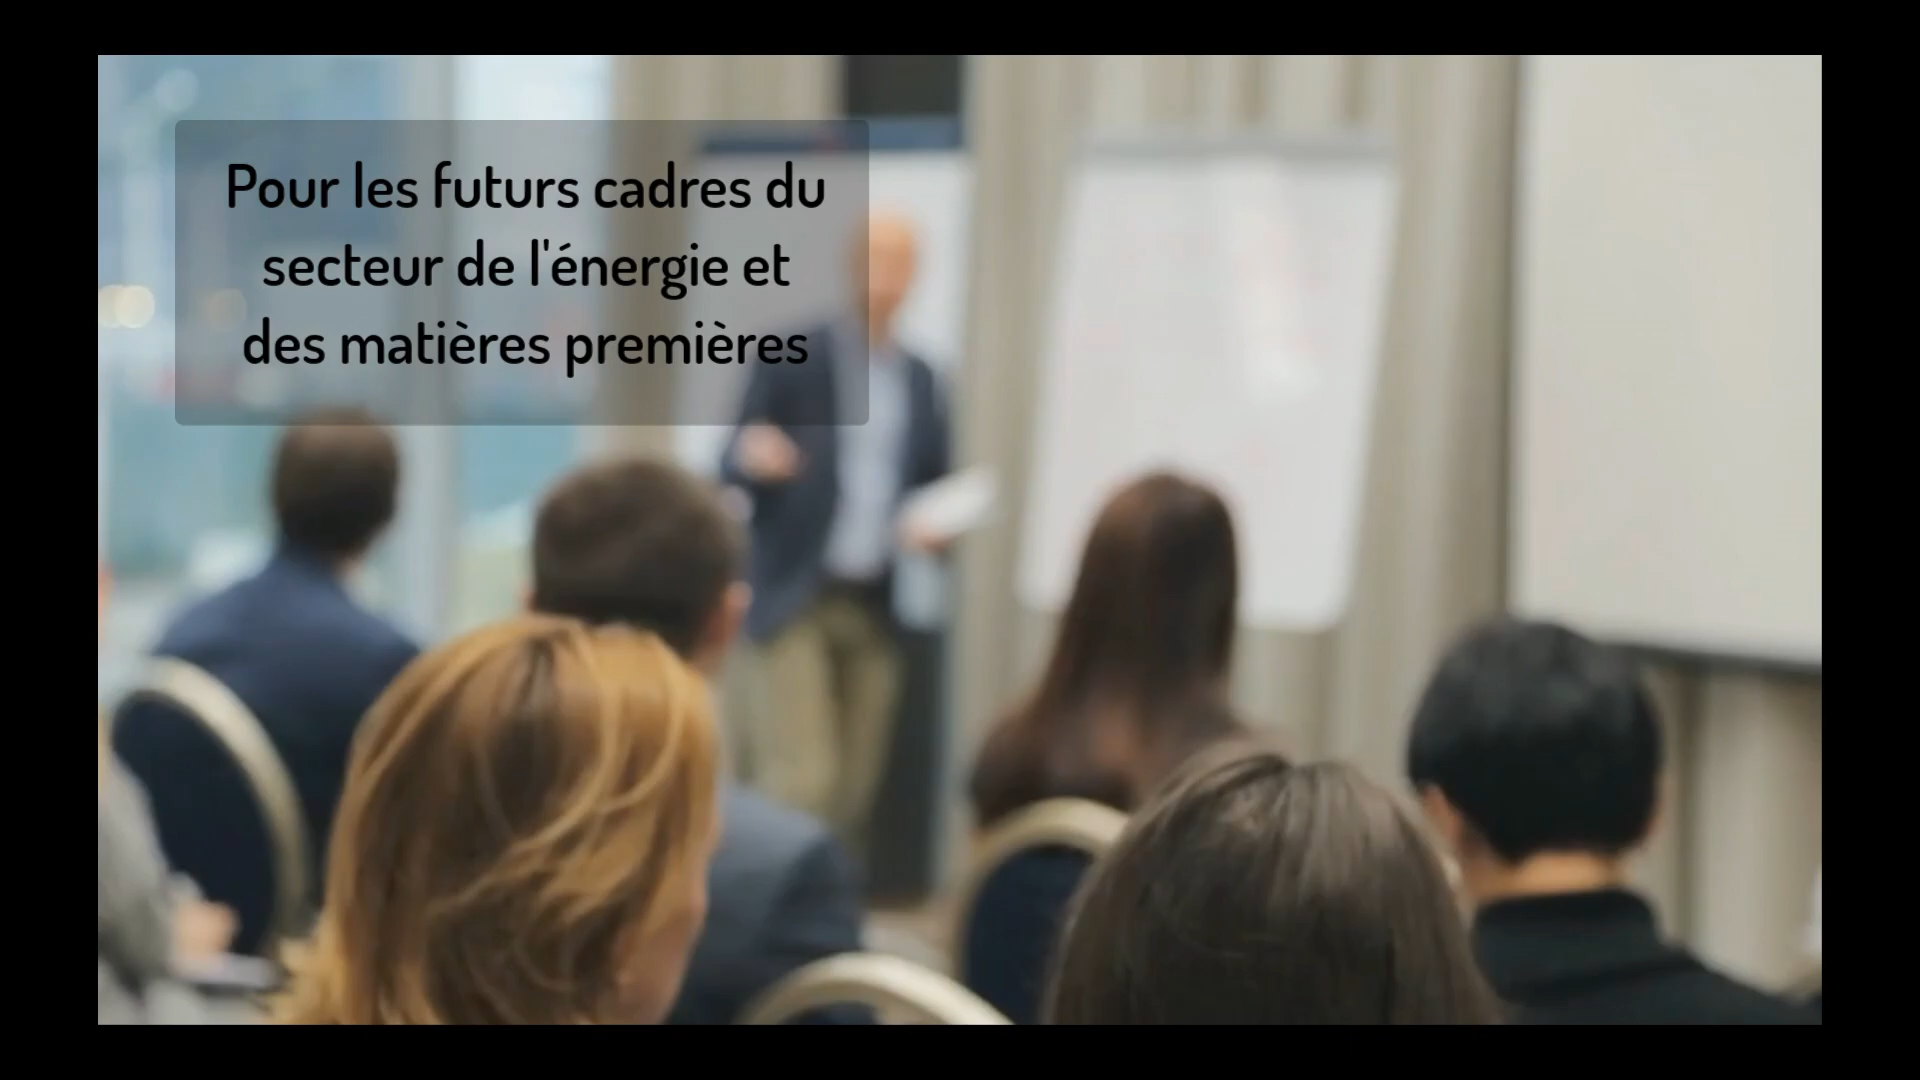 Pour les futurs cadres du
secteur de l'énergie et
des matières premières